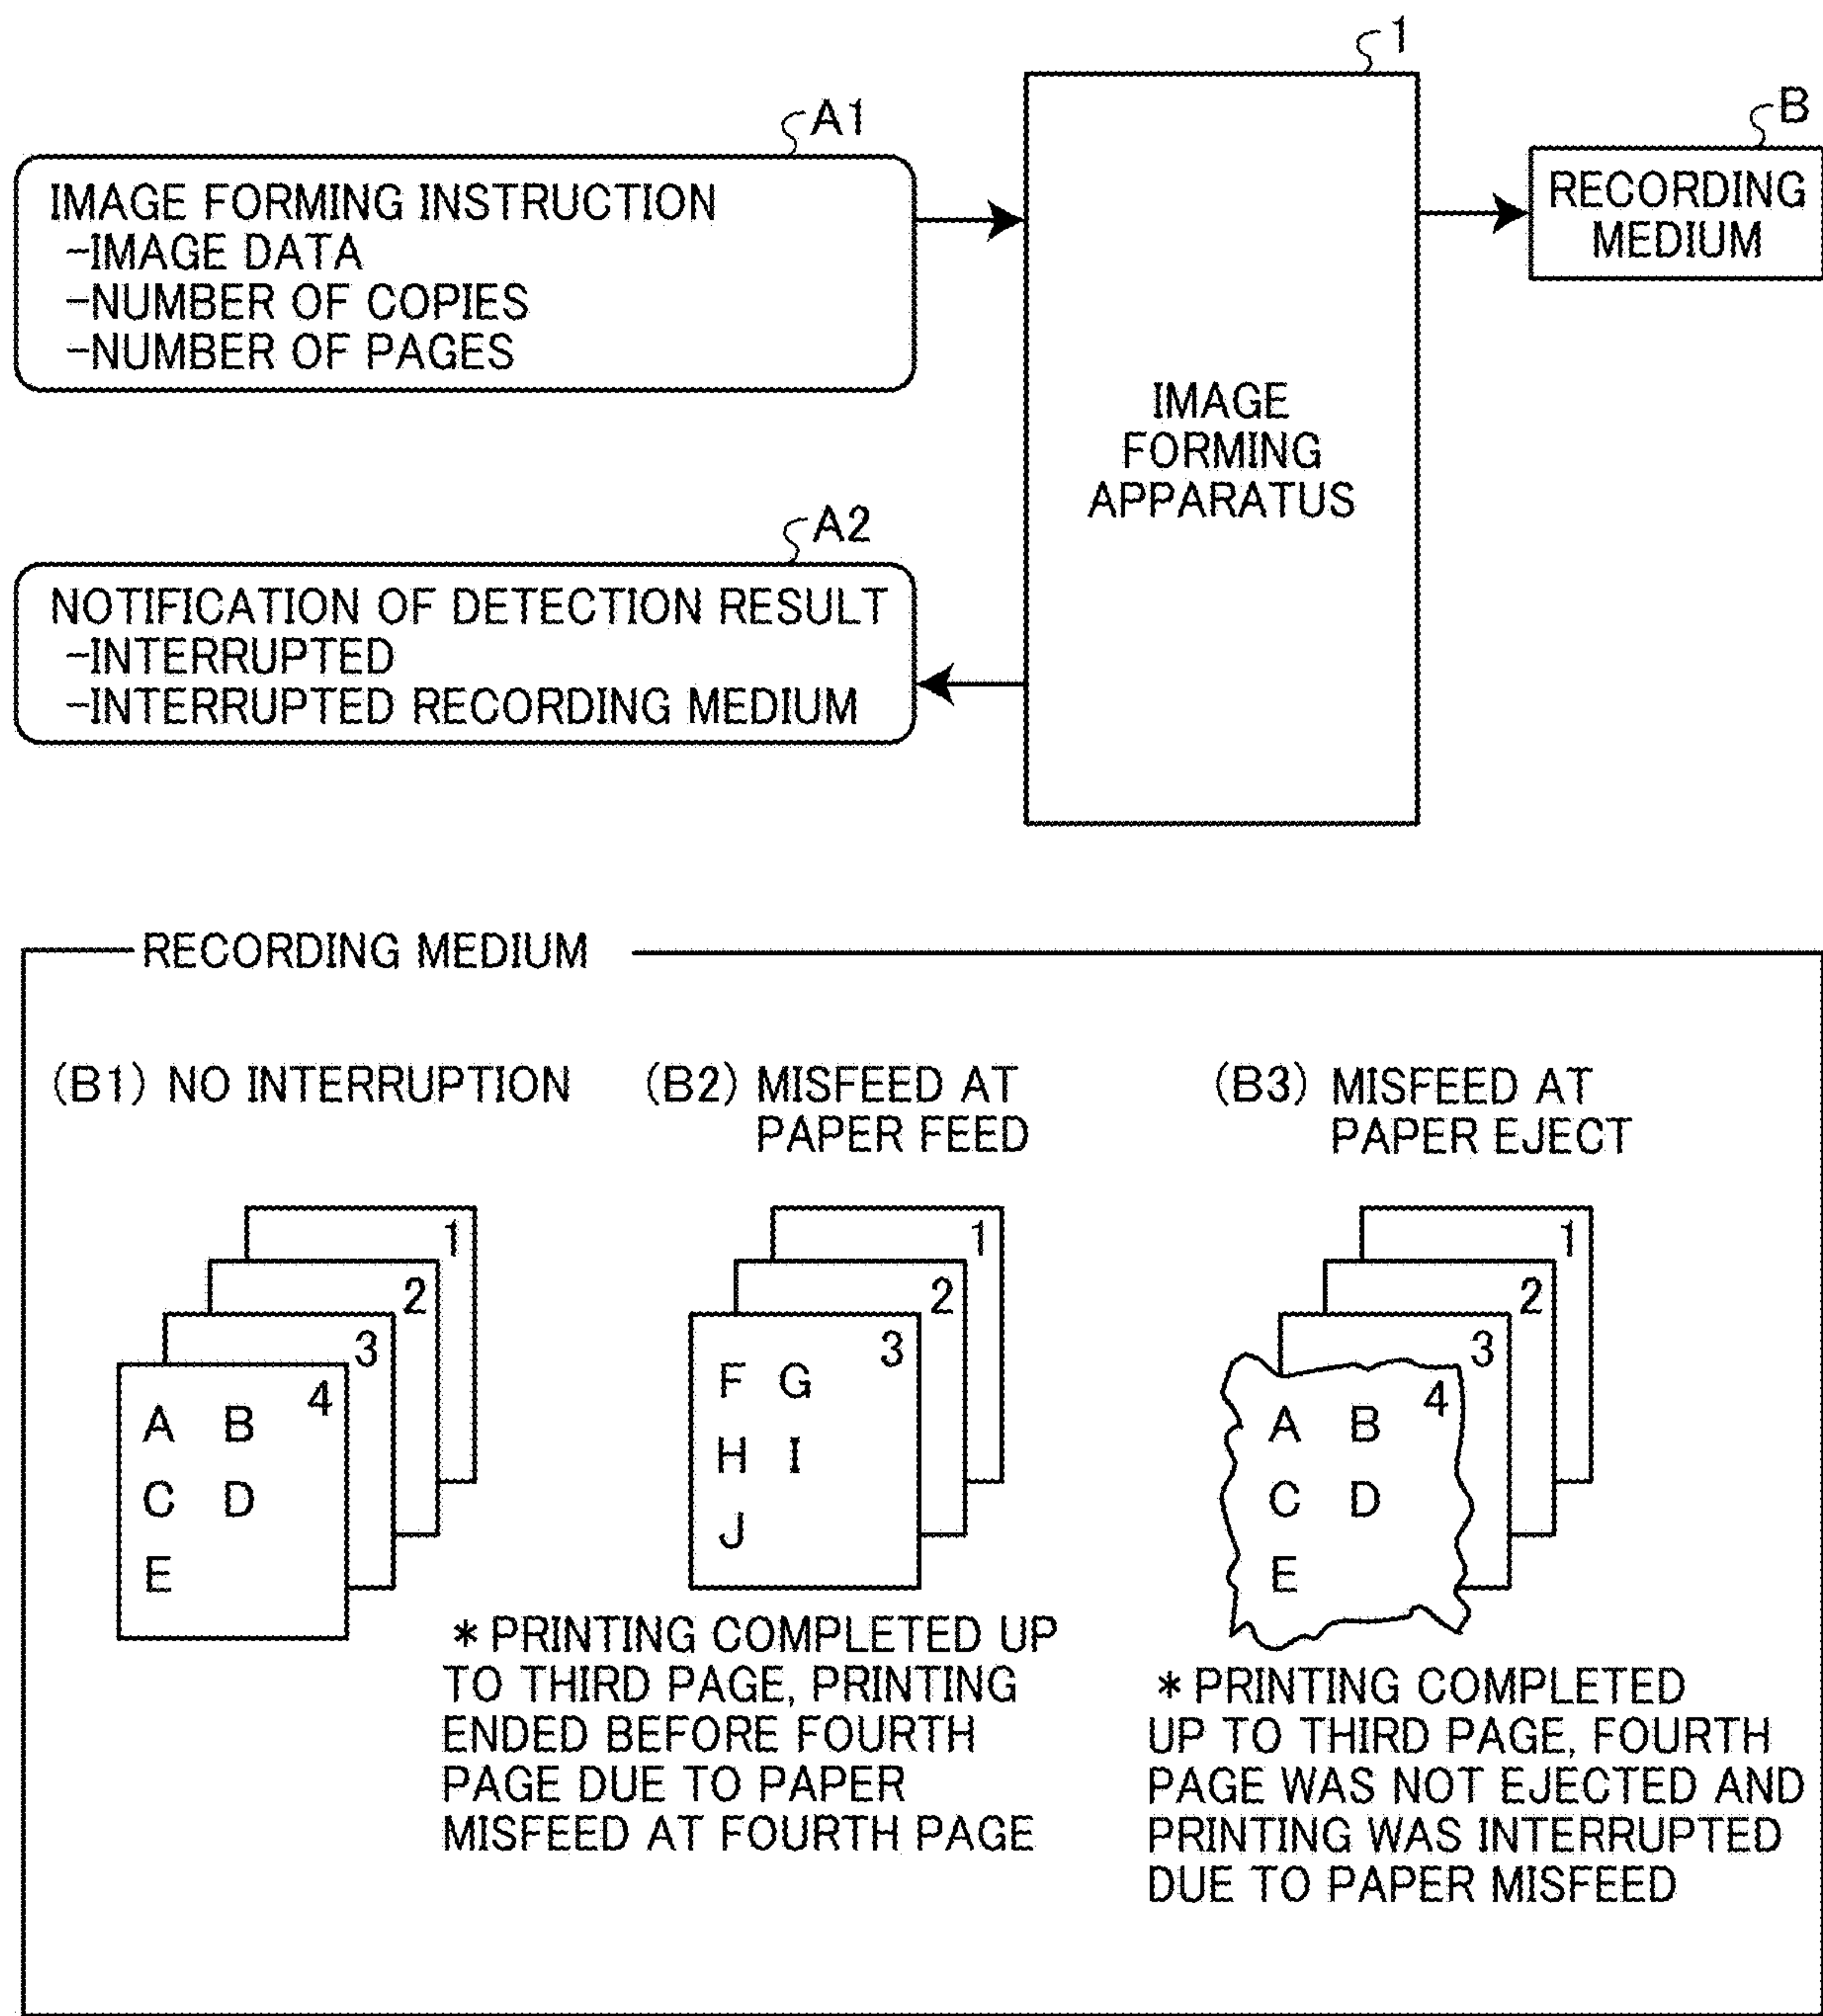 1
A1
IMAGE FORMING INSTRUCTION
-IMAGE DATA
-NUMBER OF COPIES
-NUMBER OF PAGES
IMAGE
FORMING
APPARATUS
B
RECORDING
MEDIUM
A2
NOTIFICATION OF DETECTION RESULT
-INTERRUPTED
-INTERRUPTED RECORDING MEDIUM
RECORDING MEDIUM
(B1) NO INTERRUPTION
1
2
3
4
A B
C D
E
(B2) MISFEED AT
PAPER FEED
1
2
3
F G
H I
J
* PRINTING COMPLETED UP
TO THIRD PAGE, PRINTING
ENDED BEFORE FOURTH
PAGE DUE TO PAPER
MISFEED AT FOURTH PAGE
(B3) MISFEED AT
PAPER EJECT
1
2
3
4
A B
C D
E
* PRINTING COMPLETED
UP TO THIRD PAGE, FOURTH
PAGE WAS NOT EJECTED AND
PRINTING WAS INTERRUPTED
DUE TO PAPER MISFEED